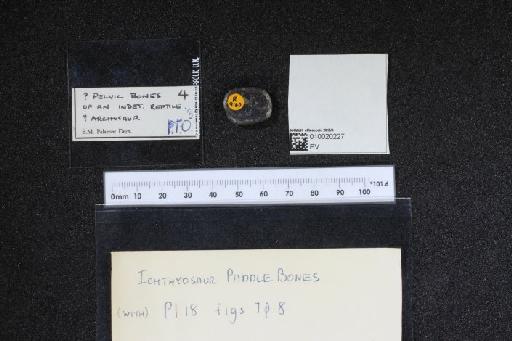 ? PELVIC BONES 4
OF AN INDET. REPTILE.
? ARCHOSAUR
B.M. Palaeont. Dept.
P.T.O
R
010020227
PV
0mm 10 20 30 40 50 60 70 80 90 100
ICHTHYOSAUR PADDLE BONES
(WITH) Pl 18 figs 7 & 8